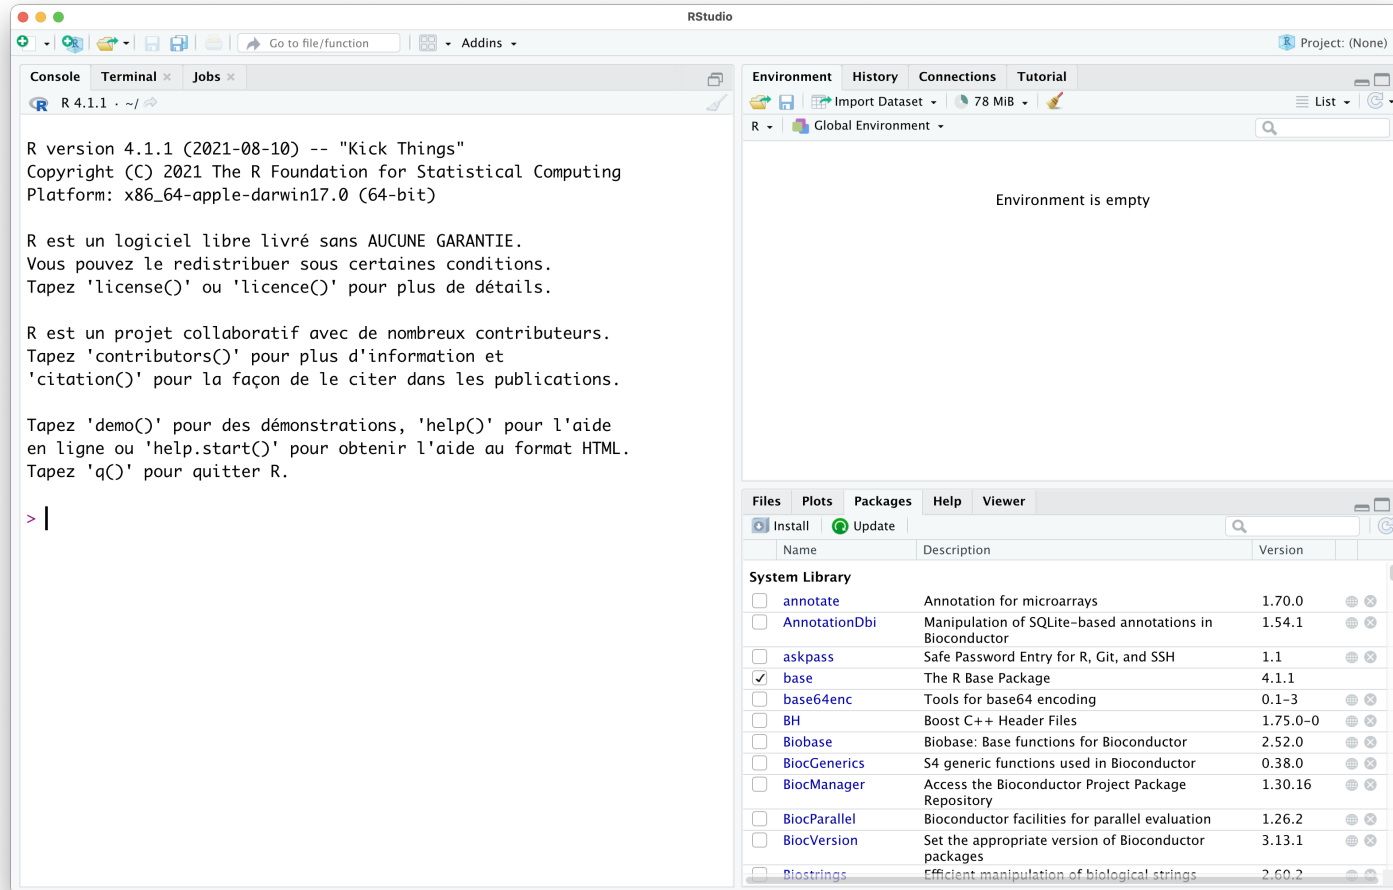 RStudio
Go to file/function
Addins
Project: (None)
Console Terminal Jobs
R 4.1.1 · ~/
R version 4.1.1 (2021-08-10) -- "Kick Things"
Copyright (C) 2021 The R Foundation for Statistical Computing
Platform: x86_64-apple-darwin17.0 (64-bit)
R est un logiciel libre livré sans AUCUNE GARANTIE.
Vous pouvez le redistribuer sous certaines conditions.
Tapez 'license()' ou 'licence()' pour plus de détails.
R est un projet collaboratif avec de nombreux contributeurs.
Tapez 'contributors()' pour plus d'information et
'citation()' pour la façon de le citer dans les publications.
Tapez 'demo()' pour des démonstrations, 'help()' pour l'aide
en ligne ou 'help.start()' pour obtenir l'aide au format HTML.
Tapez 'q()' pour quitter R.
>
Environment History Connections Tutorial
Import Dataset 78 MiB List
R Global Environment
Environment is empty
Files Plots Packages Help Viewer
Install Update
Name Description Version
System Library
annotate Annotation for microarrays 1.70.0
AnnotationDbi Manipulation of SQLite-based annotations in 1.54.1
Bioconductor
askpass Safe Password Entry for R, Git, and SSH 1.1
base The R Base Package 4.1.1
base64enc Tools for base64 encoding 0.1-3
BH Boost C++ Header Files 1.75.0-0
Biobase Biobase: Base functions for Bioconductor 2.52.0
BiocGenerics S4 generic functions used in Bioconductor 0.38.0
BiocManager Access the Bioconductor Project Package 1.30.16
Repository
BiocParallel Bioconductor facilities for parallel evaluation 1.26.2
BiocVersion Set the appropriate version of Bioconductor 3.13.1
packages
Biostrings Efficient manipulation of biological strings 2.60.2